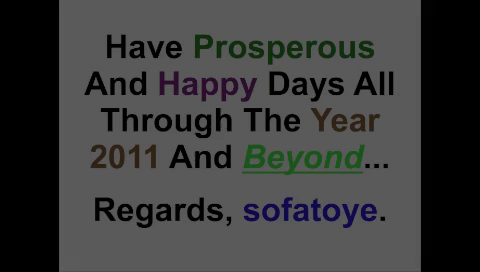 Have Prosperous
And Happy Days All
Through The Year
2011 And Beyond...
Regards, sofatoye.